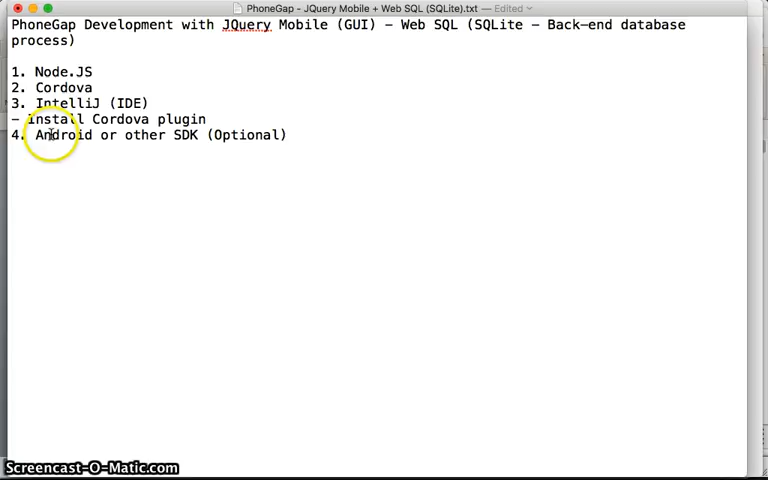 PhoneGap - JQuery Mobile + Web SQL (SQLite).txt — Edited
PhoneGap Development with JQuery Mobile (GUI) - Web SQL (SQLite - Back-end database
process)
1. Node.JS
2. Cordova
3. IntelliJ (IDE)
- Install Cordova plugin
4. Android or other SDK (Optional)
Screencast-O-Matic.com